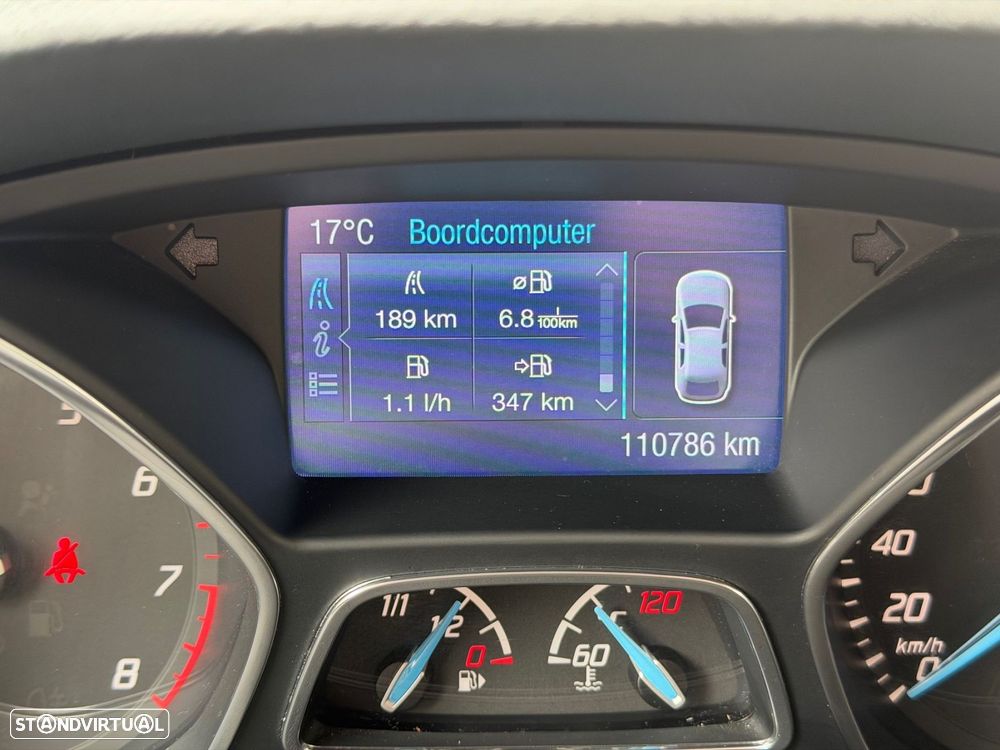 17°C Boordcomputer
189 km 6.8 l/100km
1.1 l/h 347 km
110786 km
5
6
7
8
1/1 1/2 0
60 °C 120
40
20
km/h
0
STANDVIRTUAL